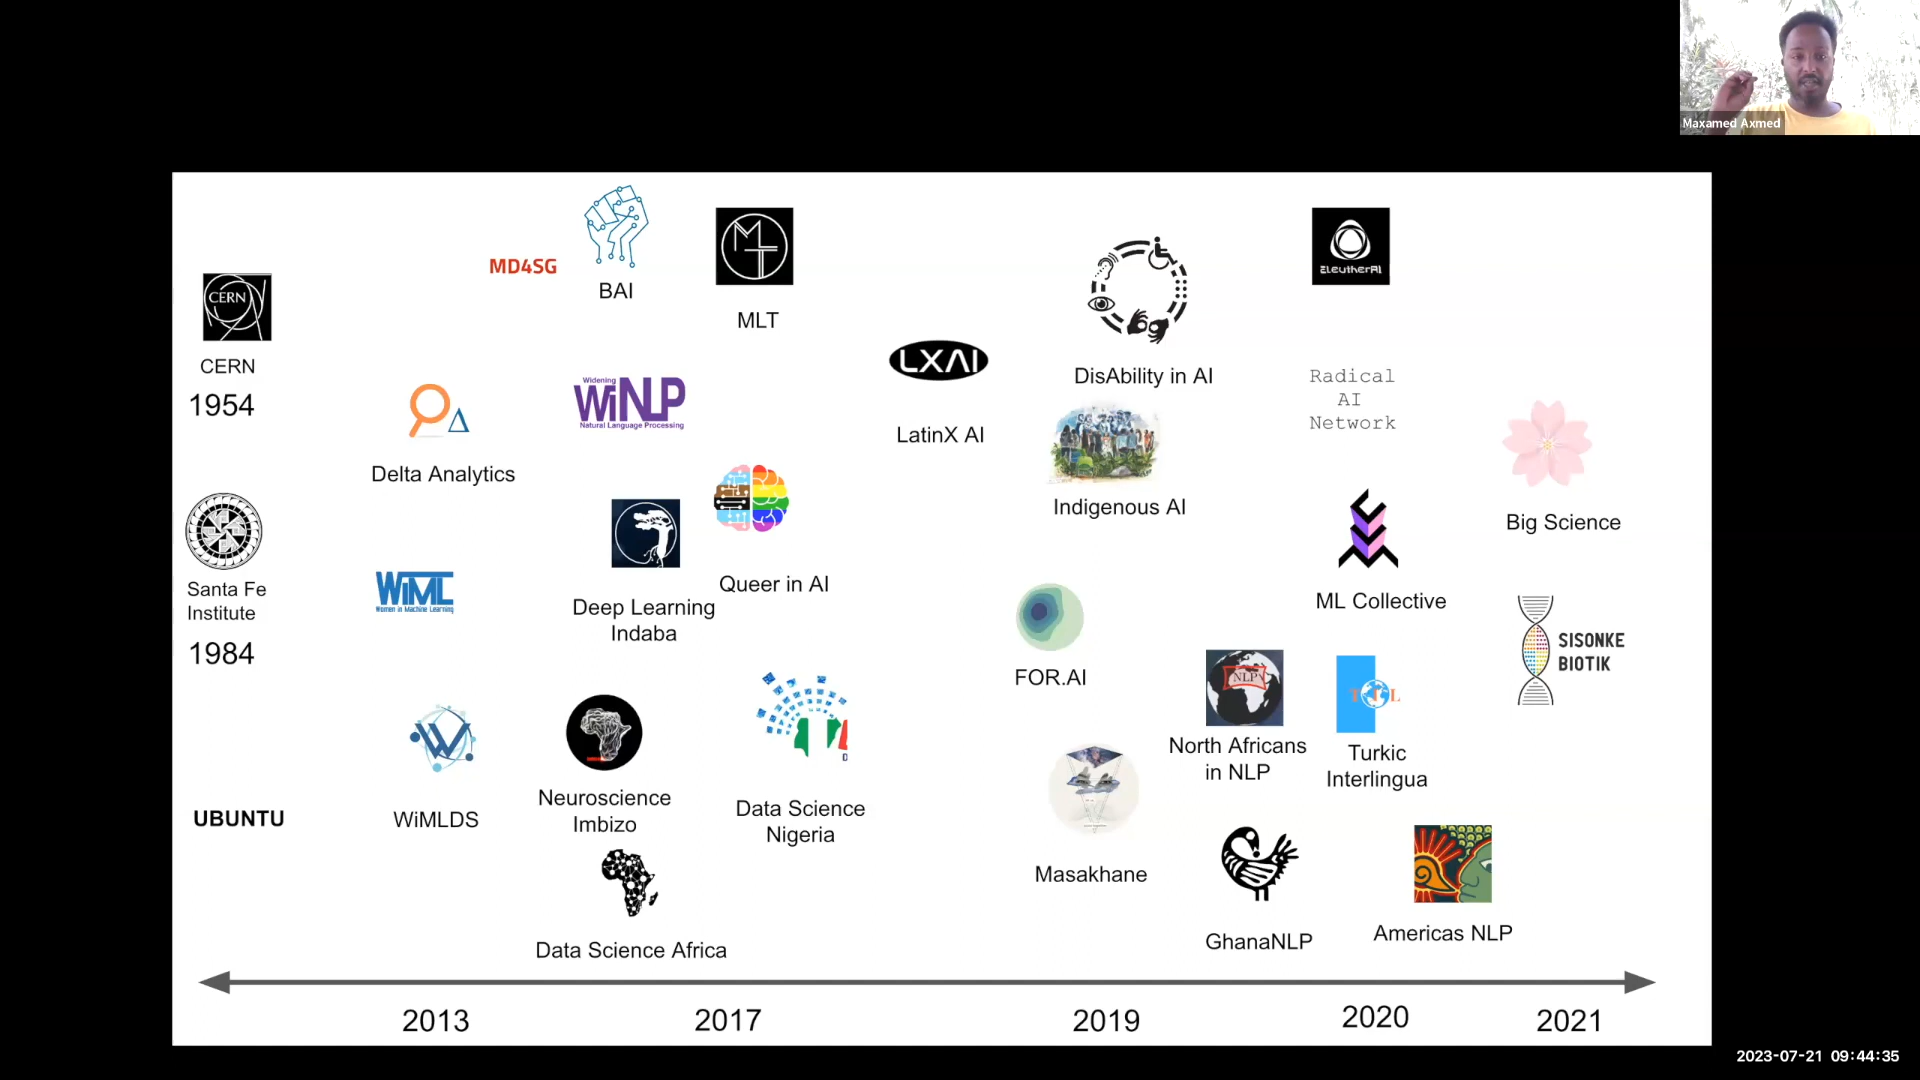 Maxamed Axmed
MD4SG
BAI
MLT
MLT
CERN
CERN
1954
Delta Analytics
Widening
WiNLP
Natural Language Processing
LXAI
LatinX AI
DisAbility in AI
Indigenous AI
EleutherAI
Radical
AI
Network
Big Science
Santa Fe
Institute
1984
WiML
Women in Machine Learning
Deep Learning
Indaba
Queer in AI
FOR.AI
ML Collective
SISONKE
BIOTIK
UBUNTU
W
WiMLDS
Neuroscience
Imbizo
Data Science
Nigeria
D
Data Science Africa
Masakhane
NLP
North Africans
in NLP
TIL
Turkic
Interlingua
GhanaNLP
Americas NLP
2013
2017
2019
2020
2021
2023-07-21 09:44:35